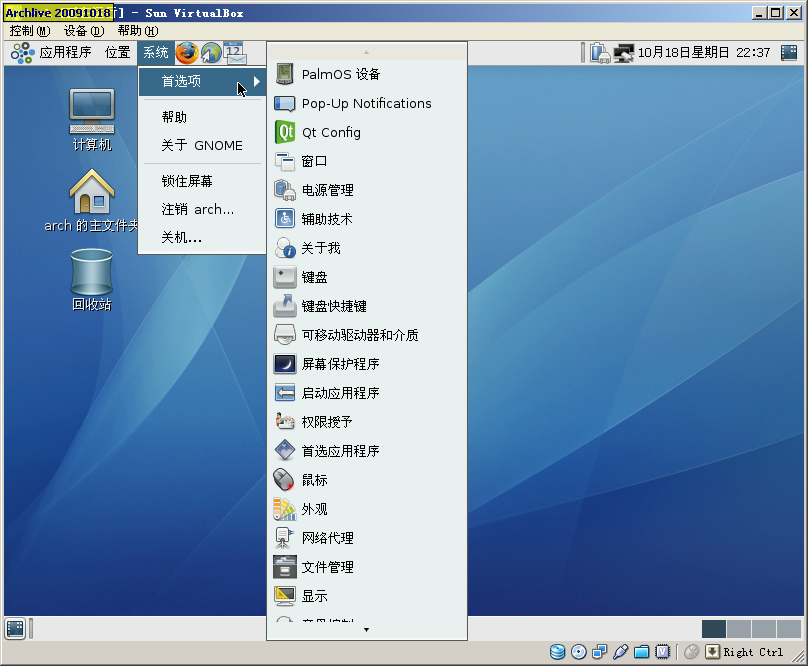 Archlive 20091018 行] - Sun VirtualBox
控制(M) 设备(D) 帮助(H)
应用程序 位置 系统 12 10月18日星期日 22:37
首选项
帮助
关于 GNOME
锁住屏幕
注销 arch...
关机...
计算机
arch 的主文件夹
回收站
PalmOS 设备
Pop-Up Notifications
Qt Config
窗口
电源管理
辅助技术
关于我
键盘
键盘快捷键
可移动驱动器和介质
屏幕保护程序
启动应用程序
权限授予
首选应用程序
鼠标
外观
网络代理
文件管理
显示
Right Ctrl